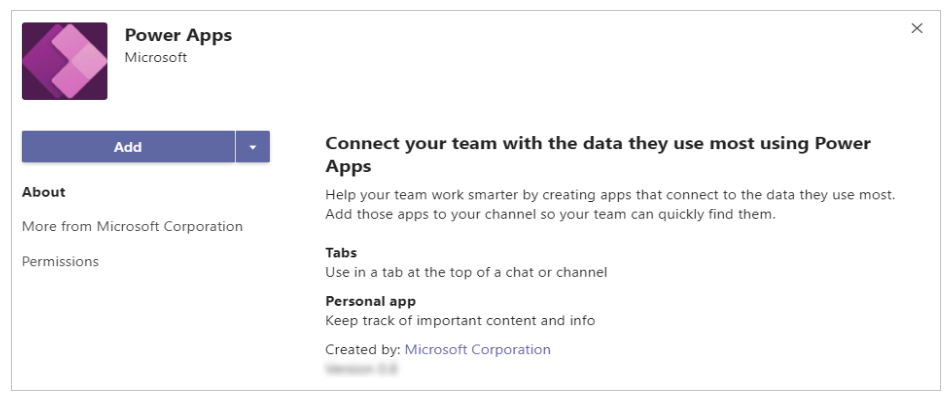 Power Apps
Microsoft
Add
About
More from Microsoft Corporation
Permissions
Connect your team with the data they use most using Power
Apps
Help your team work smarter by creating apps that connect to the data they use most.
Add those apps to your channel so your team can quickly find them.
Tabs
Use in a tab at the top of a chat or channel
Personal app
Keep track of important content and info
Created by: Microsoft Corporation